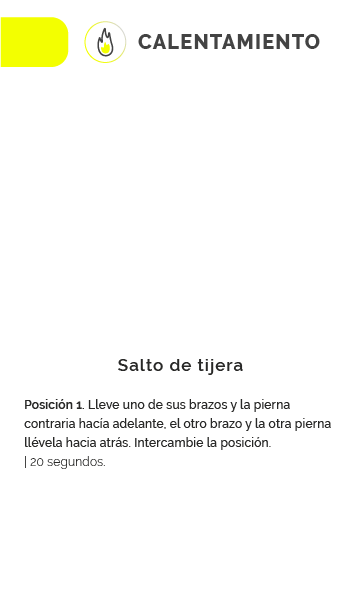 CALENTAMIENTO
Salto de tijera
Posición 1. Lleve uno de sus brazos y la pierna
contraria hacía adelante, el otro brazo y la otra pierna
llévela hacia atrás. Intercambie la posición.
| 20 segundos.